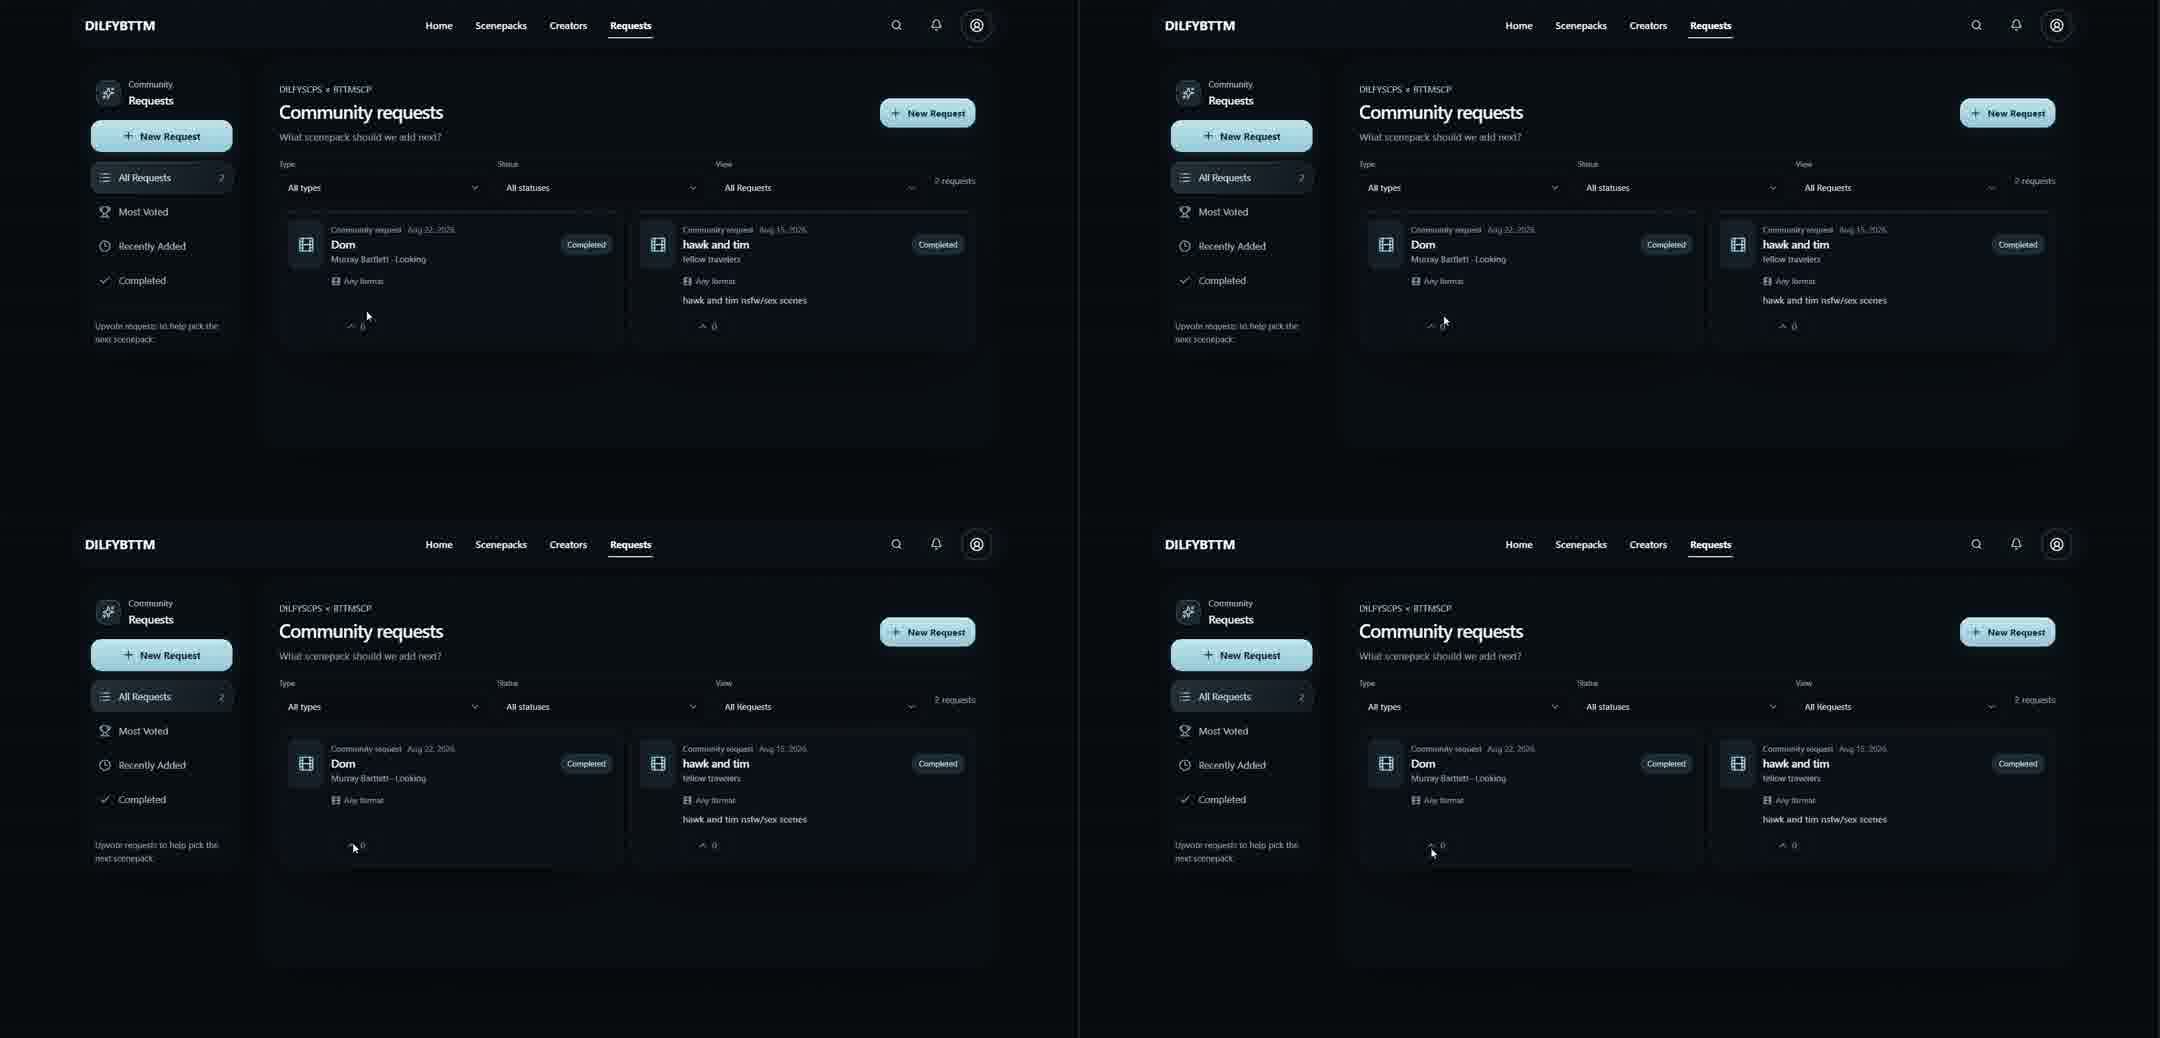 DILFYBTTM Home Scenepacks Creators Requests
Community
Requests
+ New Request
All Requests 2
Most Voted
Recently Added
Completed
Upvote requests to help pick the
next scenepack.
DILFYSCPS × BTTMSCP
Community requests
What scenepack should we add next?
+ New Request
Type Status View
All types All statuses All Requests 2 requests
Community request Aug 22, 2026
Dom
Murray Bartlett - Looking
Completed
Any format
0
Community request Aug 15, 2026
hawk and tim
fellow travelers
Completed
Any format
hawk and tim nsfw/sex scenes
0
DILFYBTTM Home Scenepacks Creators Requests
Community
Requests
+ New Request
All Requests 2
Most Voted
Recently Added
Completed
Upvote requests to help pick the
next scenepack.
DILFYSCPS × BTTMSCP
Community requests
What scenepack should we add next?
+ New Request
Type Status View
All types All statuses All Requests 2 requests
Community request Aug 22, 2026
Dom
Murray Bartlett - Looking
Completed
Any format
0
Community request Aug 15, 2026
hawk and tim
fellow travelers
Completed
Any format
hawk and tim nsfw/sex scenes
0
DILFYBTTM Home Scenepacks Creators Requests
Community
Requests
+ New Request
All Requests 2
Most Voted
Recently Added
Completed
Upvote requests to help pick the
next scenepack.
DILFYSCPS × BTTMSCP
Community requests
What scenepack should we add next?
+ New Request
Type Status View
All types All statuses All Requests 2 requests
Community request Aug 22, 2026
Dom
Murray Bartlett - Looking
Completed
Any format
0
Community request Aug 15, 2026
hawk and tim
fellow travelers
Completed
Any format
hawk and tim nsfw/sex scenes
0
DILFYBTTM Home Scenepacks Creators Requests
Community
Requests
+ New Request
All Requests 2
Most Voted
Recently Added
Completed
Upvote requests to help pick the
next scenepack.
DILFYSCPS × BTTMSCP
Community requests
What scenepack should we add next?
+ New Request
Type Status View
All types All statuses All Requests 2 requests
Community request Aug 22, 2026
Dom
Murray Bartlett - Looking
Completed
Any format
0
Community request Aug 15, 2026
hawk and tim
fellow travelers
Completed
Any format
hawk and tim nsfw/sex scenes
0